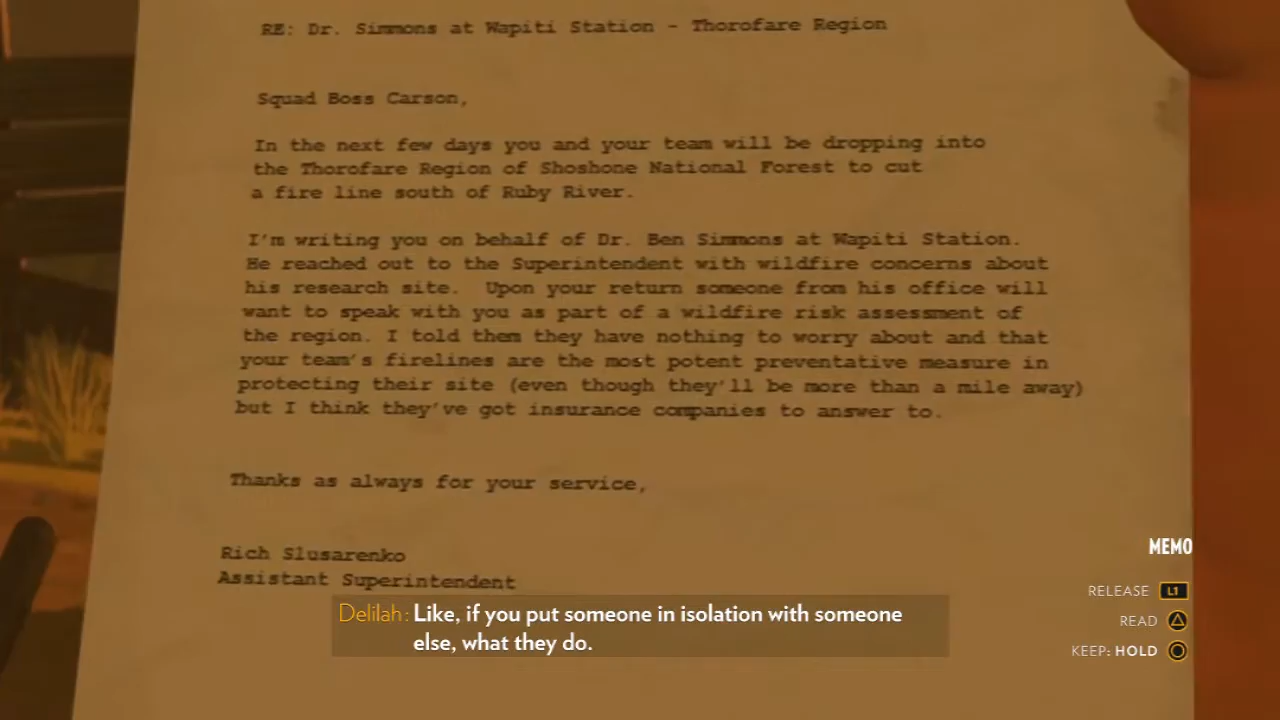 RE: Dr. Simmons at Wapiti Station - Thorofare Region
Squad Boss Carson,
In the next few days you and your team will be dropping into
the Thorofare Region of Shoshone National Forest to cut
a fire line south of Ruby River.
I'm writing you on behalf of Dr. Ben Simmons at Wapiti Station.
He reached out to the Superintendent with wildfire concerns about
his research site.  Upon your return someone from his office will
want to speak with you as part of a wildfire risk assessment of
the region. I told them they have nothing to worry about and that
your team's firelines are the most potent preventative measure in
protecting their site (even though they'll be more than a mile away)
but I think they've got insurance companies to answer to.
Thanks as always for your service,
Rich Slusarenko
Assistant Superintendent
Delilah: Like, if you put someone in isolation with someone
else, what they do.
MEMO
RELEASE L1
READ
KEEP: HOLD